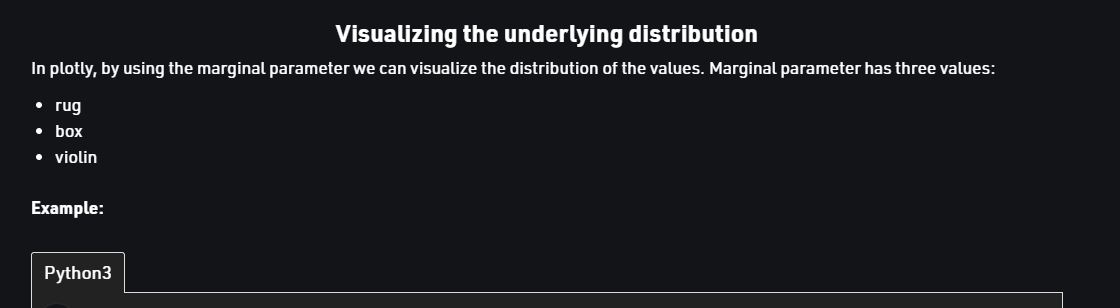 Visualizing the underlying distribution
In plotly, by using the marginal parameter we can visualize the distribution of the values. Marginal parameter has three values:
• rug
• box
• violin
Example:
Python3